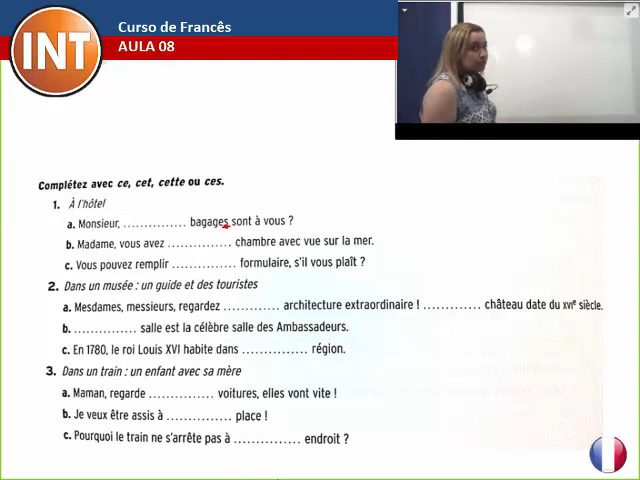 INT
Curso de Francês
AULA 08
Complétez avec ce, cet, cette ou ces.
1. À l'hôtel
a. Monsieur, .............. bagages sont à vous ?
b. Madame, vous avez .............. chambre avec vue sur la mer.
c. Vous pouvez remplir .............. formulaire, s'il vous plaît ?
2. Dans un musée : un guide et des touristes
a. Mesdames, messieurs, regardez ............ architecture extraordinaire ! ............ château date du XVIe siècle.
b. .............. salle est la célèbre salle des Ambassadeurs.
c. En 1780, le roi Louis XVI habite dans .............. région.
3. Dans un train : un enfant avec sa mère
a. Maman, regarde .............. voitures, elles vont vite !
b. Je veux être assis à .............. place !
c. Pourquoi le train ne s'arrête pas à .............. endroit ?